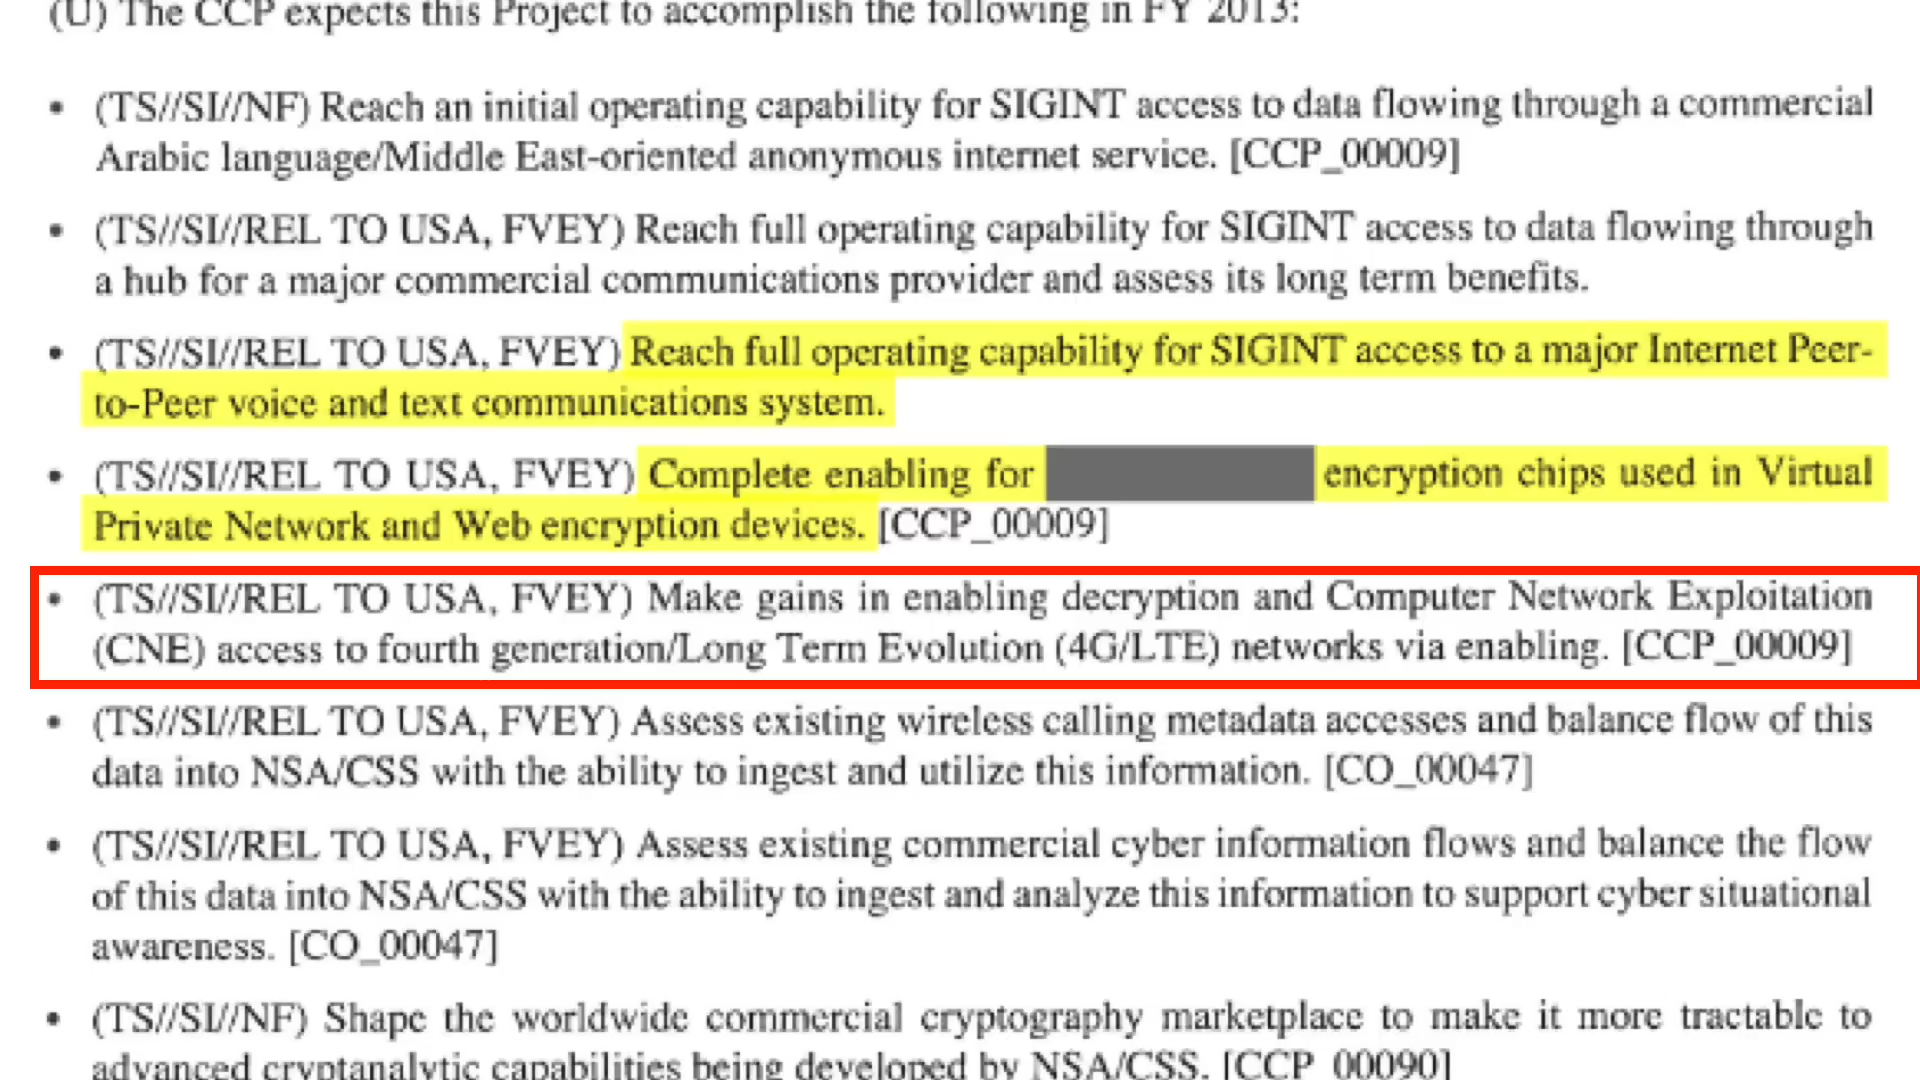 (U) The CCP expects this Project to accomplish the following in FY 2013:
• (TS//SI//NF) Reach an initial operating capability for SIGINT access to data flowing through a commercial
Arabic language/Middle East-oriented anonymous internet service. [CCP_00009]
• (TS//SI//REL TO USA, FVEY) Reach full operating capability for SIGINT access to data flowing through
a hub for a major commercial communications provider and assess its long term benefits.
• (TS//SI//REL TO USA, FVEY) Reach full operating capability for SIGINT access to a major Internet Peer-
to-Peer voice and text communications system.
• (TS//SI//REL TO USA, FVEY) Complete enabling for encryption chips used in Virtual
Private Network and Web encryption devices. [CCP_00009]
• (TS//SI//REL TO USA, FVEY) Make gains in enabling decryption and Computer Network Exploitation
(CNE) access to fourth generation/Long Term Evolution (4G/LTE) networks via enabling. [CCP_00009]
• (TS//SI//REL TO USA, FVEY) Assess existing wireless calling metadata accesses and balance flow of this
data into NSA/CSS with the ability to ingest and utilize this information. [CO_00047]
• (TS//SI//REL TO USA, FVEY) Assess existing commercial cyber information flows and balance the flow
of this data into NSA/CSS with the ability to ingest and analyze this information to support cyber situational
awareness. [CO_00047]
• (TS//SI//NF) Shape the worldwide commercial cryptography marketplace to make it more tractable to
advanced cryptanalytic capabilities being developed by NSA/CSS. [CCP_00090]